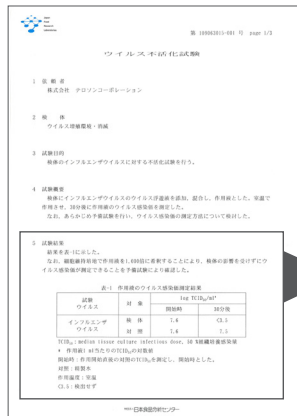 Japan Food Research Laboratories
第 10006301S-001 号 page 1/3
ウイルス不活化試験
1 依頼者
株式会社 テロソンコーポレーション
2 検体
ウイルス増殖環境・消滅
3 試験目的
検体のインフルエンザウイルスに対する不活化試験を行う。
4 試験概要
検体にインフルエンザウイルスのウイルス浮遊液を添加、混合し、作用液とした。室温で
作用させ、30分後に作用液のウイルス感染価を測定した。
なお、あらかじめ予備試験を行い、ウイルス感染価の測定方法について検討した。
5 試験結果
結果を表-1に示した。
なお、細胞維持培地で作用液を1,000倍に希釈することにより、検体の影響を受けずにウ
イルス感染価が測定できることを予備試験により確認した。
表-1 作用液のウイルス感染価測定結果
試験ウイルス 対象 log TCID50/ml*
開始時 30分後
インフルエンザウイルス 検体 7.4 <3.5
対照 7.4 7.5
TCID50:median tissue culture infectious dose, 50 %組織培養感染量
* 作用液1 ml当たりのTCID50の対数値
開始時:作用開始直後の対照のTCID50を測定し、開始時とした。
対照:精製水
作用温度:室温
<3.5:検出せず
一般財団法人 日本食品分析センター